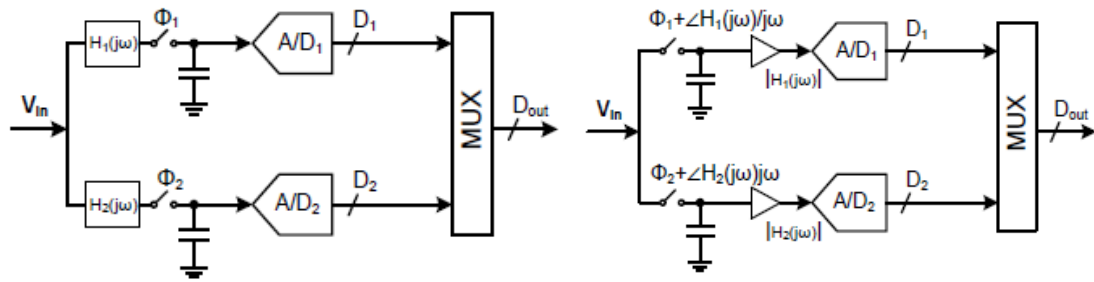 H₁(jω) Φ₁ A/D₁ D₁
V_in MUX D_out
H₂(jω) Φ₂ A/D₂ D₂
Φ₁+∠H₁(jω)/jω |H₁(jω)| A/D₁ D₁
V_in MUX D_out
Φ₂+∠H₂(jω)jω |H₂(jω)| A/D₂ D₂